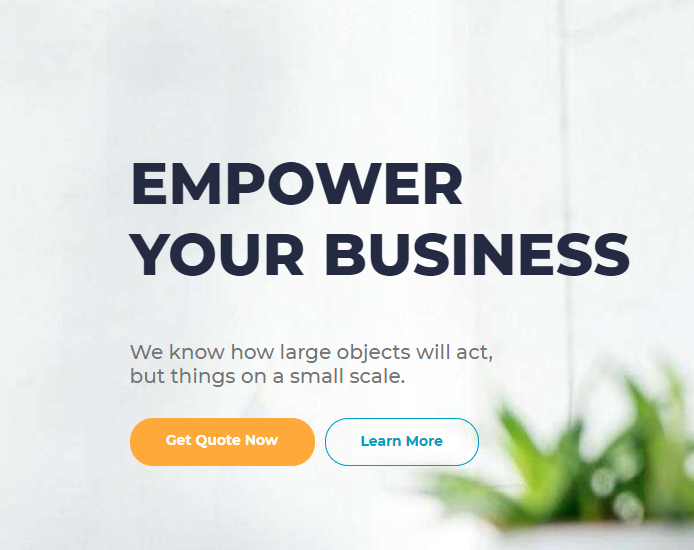 EMPOWER
YOUR BUSINESS
We know how large objects will act,
but things on a small scale.
Get Quote Now
Learn More